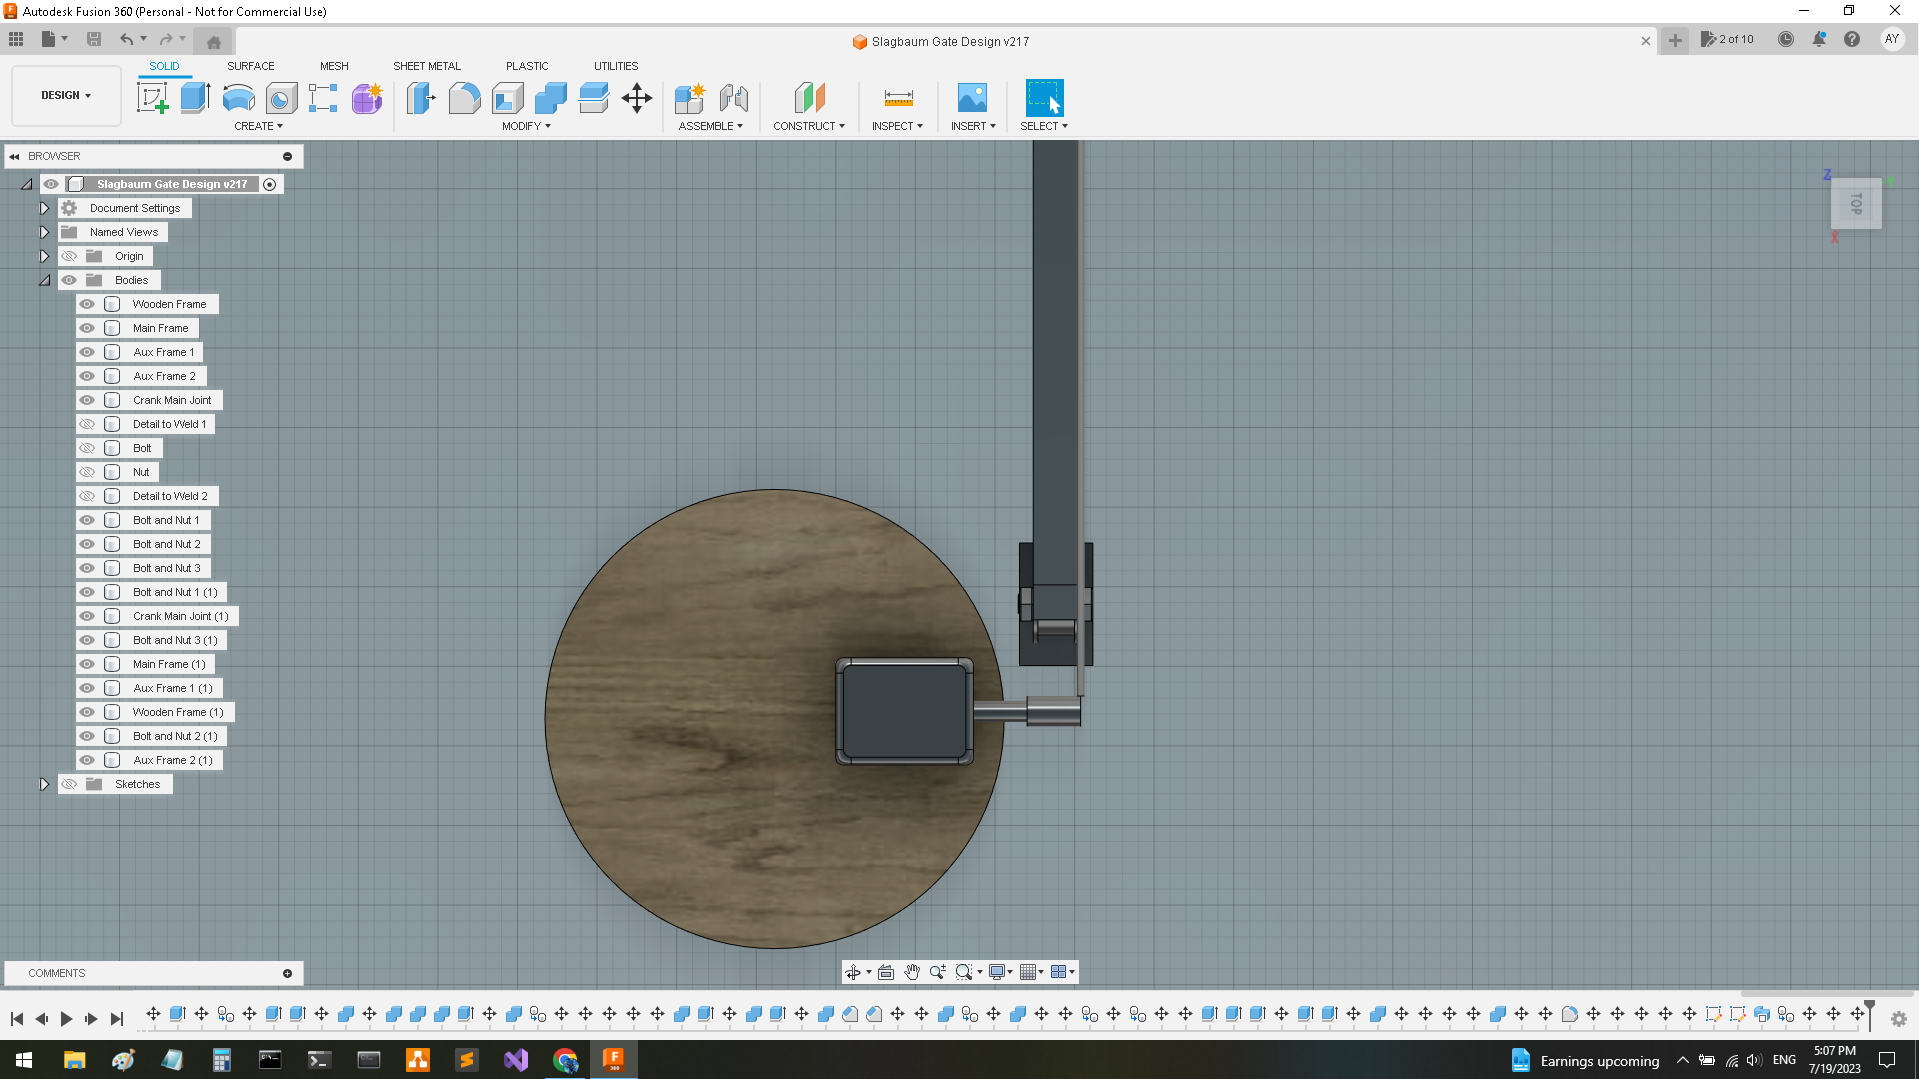 Autodesk Fusion 360 (Personal - Not for Commercial Use)
Slagbaum Gate Design v217
2 of 10
AY
DESIGN
SOLID SURFACE MESH SHEET METAL PLASTIC UTILITIES
CREATE MODIFY ASSEMBLE CONSTRUCT INSPECT INSERT SELECT
BROWSER
Slagbaum Gate Design v217
Document Settings
Named Views
Origin
Bodies
Wooden Frame
Main Frame
Aux Frame 1
Aux Frame 2
Crank Main Joint
Detail to Weld 1
Bolt
Nut
Detail to Weld 2
Bolt and Nut 1
Bolt and Nut 2
Bolt and Nut 3
Bolt and Nut 1 (1)
Crank Main Joint (1)
Bolt and Nut 3 (1)
Main Frame (1)
Aux Frame 1 (1)
Wooden Frame (1)
Bolt and Nut 2 (1)
Aux Frame 2 (1)
Sketches
Z
TOP
X
COMMENTS
F
360
Earnings upcoming
ENG
5:07 PM
7/19/2023